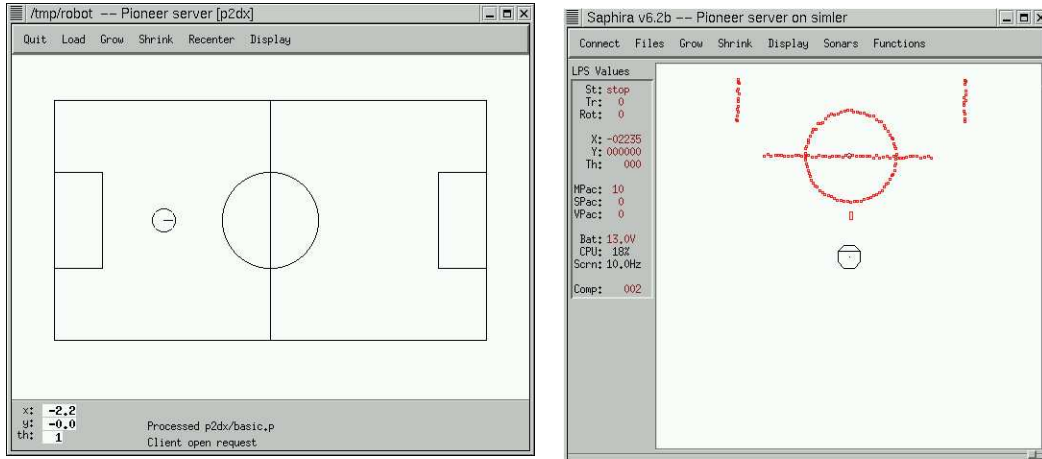 /tmp/robot -- Pioneer server [p2dx]
Quit Load Grow Shrink Recenter Display
x: -2.2
y: -0.0
th: 1
Processed p2dx/basic.p
Client open request
Saphira v6.2b -- Pioneer server on simler
Connect Files Grow Shrink Display Sonars Functions
LPS Values
St: stop
Tr: 0
Rot: 0
X: -02235
Y: 000000
Th: 000
MPac: 10
SPac: 0
VPac: 0
Bat: 13.0V
CPU: 18%
Scrn: 10.0Hz
Comp: 002